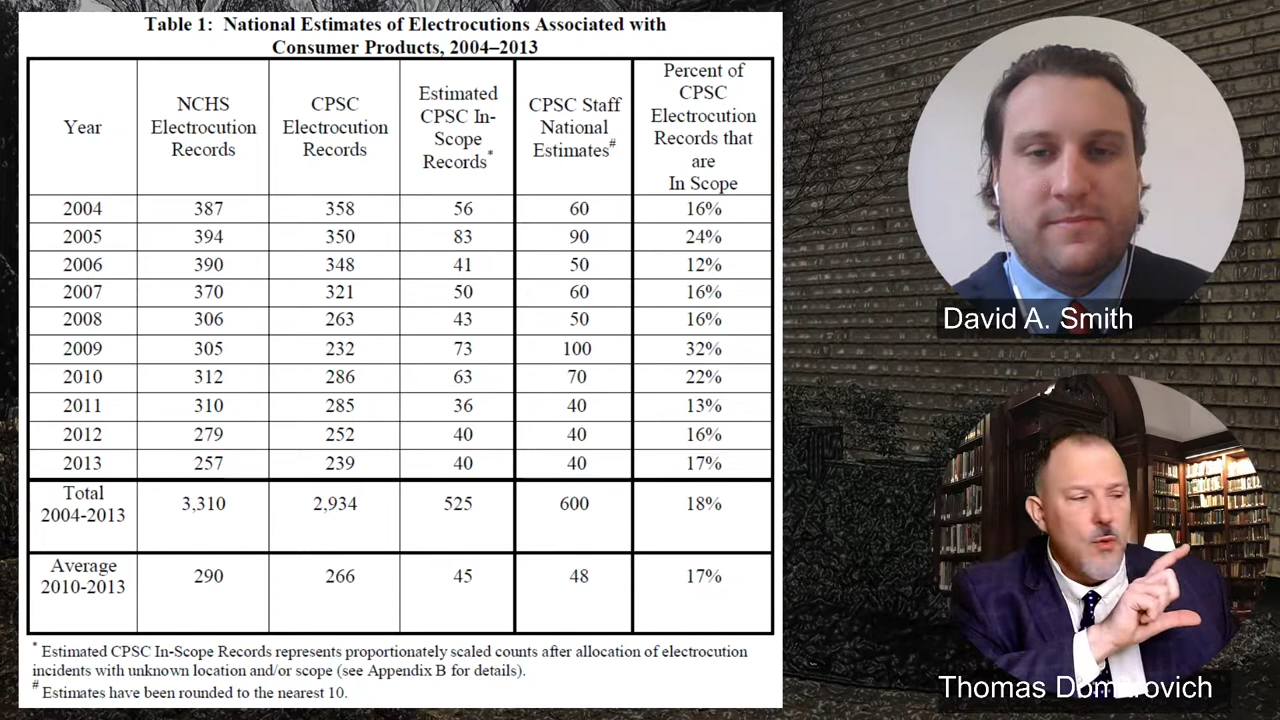 Table 1: National Estimates of Electrocutions Associated with
Consumer Products, 2004–2013
Year
NCHS
Electrocution
Records
CPSC
Electrocution
Records
Estimated
CPSC In-
Scope
Records*
CPSC Staff
National
Estimates#
Percent of
CPSC
Electrocution
Records that
are
In Scope
2004 387 358 56 60 16%
2005 394 350 83 90 24%
2006 390 348 41 50 12%
2007 370 321 50 60 16%
2008 306 263 43 50 16%
2009 305 232 73 100 32%
2010 312 286 63 70 22%
2011 310 285 36 40 13%
2012 279 252 40 40 16%
2013 257 239 40 40 17%
Total
2004-2013
3,310 2,934 525 600 18%
Average
2010-2013
290 266 45 48 17%
* Estimated CPSC In-Scope Records represents proportionately scaled counts after allocation of electrocution
incidents with unknown location and/or scope (see Appendix B for details).
# Estimates have been rounded to the nearest 10.
David A. Smith
Thomas